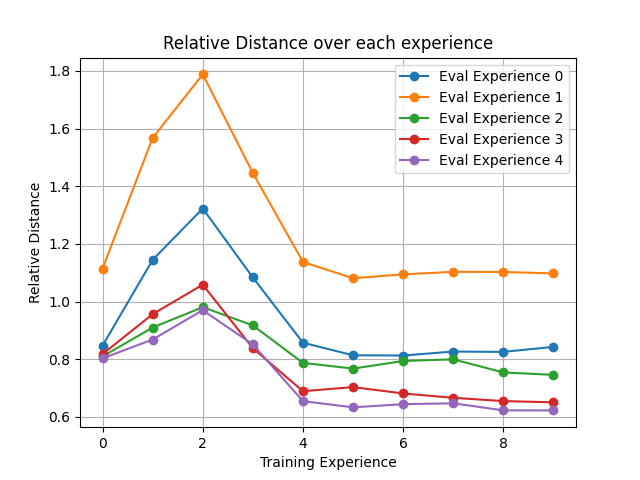 Relative Distance over each experience
Relative Distance
1.8
1.6
1.4
1.2
1.0
0.8
0.6
Eval Experience 0
Eval Experience 1
Eval Experience 2
Eval Experience 3
Eval Experience 4
0 2 4 6 8
Training Experience